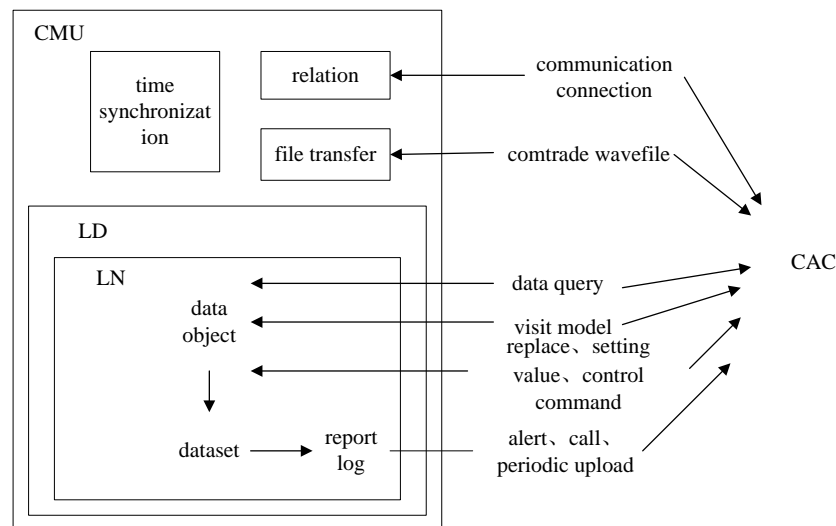 CMU
time
synchronizat
ion
relation
file transfer
communication
connection
comtrade wavefile
LD
LN
data
object
dataset
report
log
data query
visit model
replace、setting
value、control
command
alert、call、
periodic upload
CAC